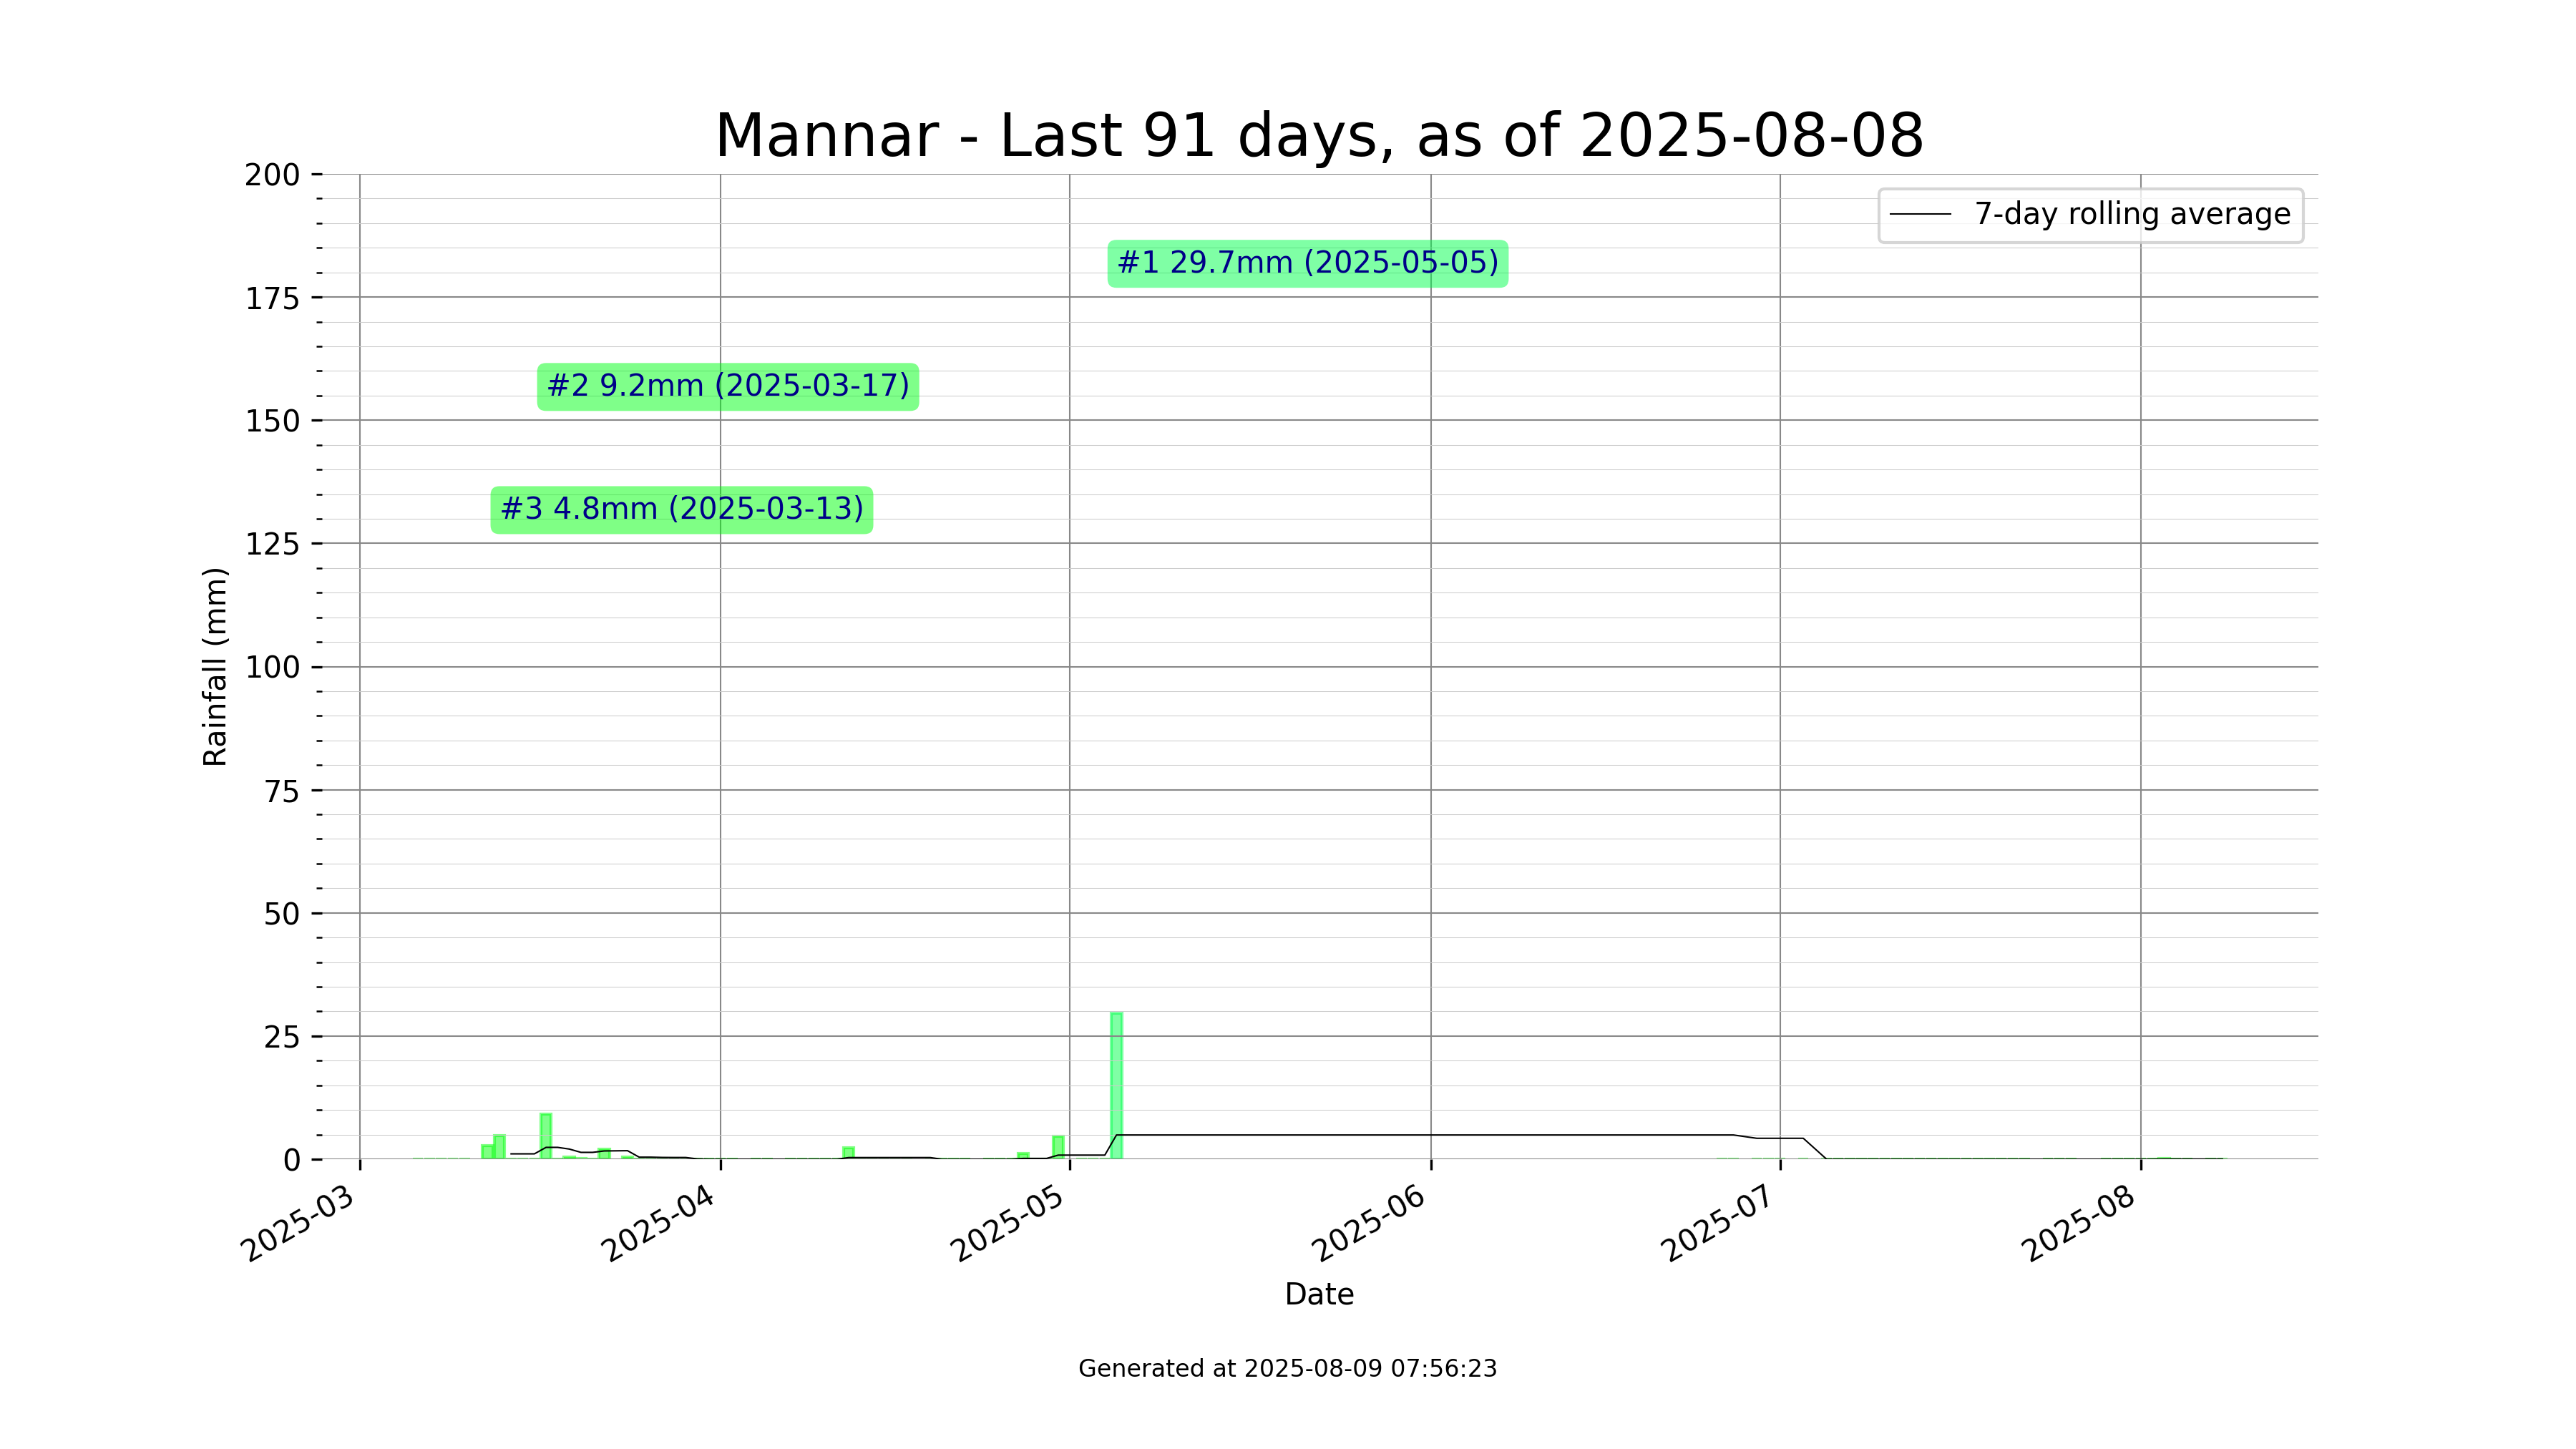 Mannar - Last 91 days, as of 2025-08-08
7-day rolling average
#1 29.7mm (2025-05-05)
#2 9.2mm (2025-03-17)
#3 4.8mm (2025-03-13)
Rainfall (mm)
200
175
150
125
100
75
50
25
0
2025-03
2025-04
2025-05
2025-06
2025-07
2025-08
Date
Generated at 2025-08-09 07:56:23